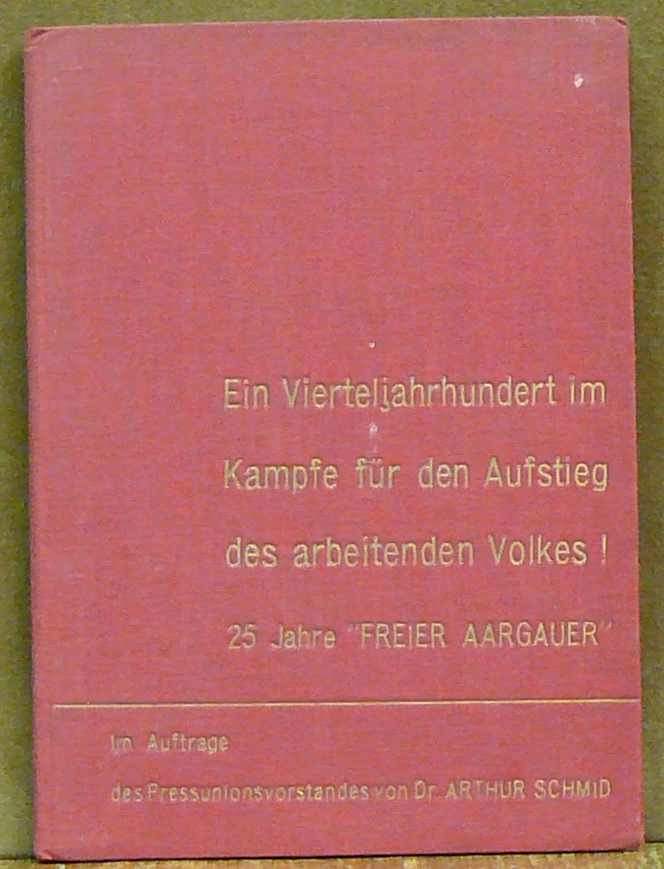 Ein Vierteljahrhundert im
Kampfe für den Aufstieg
des arbeitenden Volkes !
25 Jahre "FREIER AARGAUER"
Im Auftrage
des Pressunionsvorstandes von Dr. ARTHUR SCHMID